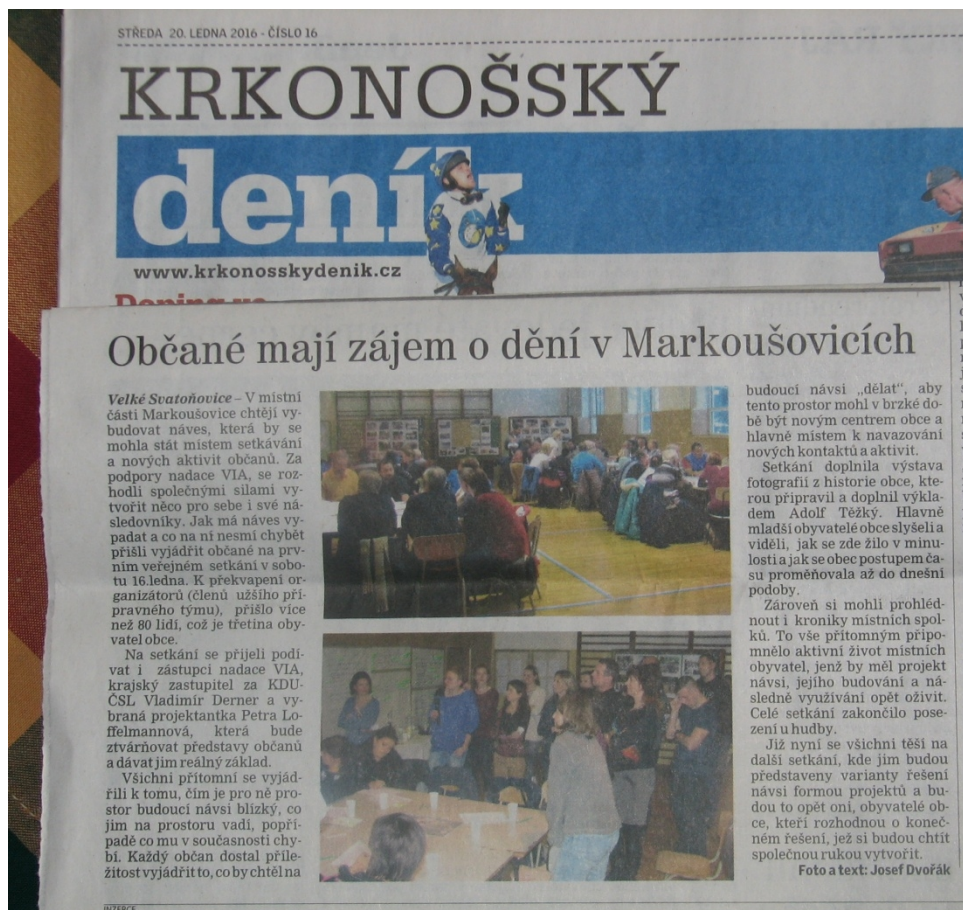 STŘEDA 20. LEDNA 2016 · ČÍSLO 16
KRKONOŠSKÝ
deník
www.krkonosskydenik.cz
Občané mají zájem o dění v Markoušovicích
Velké Svatoňovice – V místní
části Markoušovice chtějí vy-
budovat náves, která by se
mohla stát místem setkávání
a nových aktivit občanů. Za
podpory nadace VIA, se roz-
hodli společnými silami vy-
tvořit něco pro sebe i své ná-
sledovníky. Jak má náves vy-
padat a co na ní nesmí chybět
přišli vyjádřit občané na prv-
ním veřejném setkání v sobo-
tu 16.ledna. K překvapení or-
ganizátorů (členů užšího pří-
pravného týmu), přišlo více
než 80 lidí, což je třetina oby-
vatel obce.
Na setkání se přijeli podí-
vat i zástupci nadace VIA,
krajský zastupitel za KDU-
ČSL Vladimír Derner a vy-
braná projektantka Petra Lo-
ffelmannová, která bude
ztvárňovat představy občanů
a dávat jim reálný základ.
Všichni přítomní se vyjád-
řili k tomu, čím je pro ně pro-
stor budoucí návsi blízký, co
jim na prostoru vadí, popří-
padě co mu v současnosti chy-
bí. Každý občan dostal příle-
žitost vyjádřit to, co by chtěl na
budoucí návsi „dělat“, aby
tento prostor mohl v brzké do-
bě být novým centrem obce a
hlavně místem k navazování
nových kontaktů a aktivit.
Setkání doplnila výstava
fotografií z historie obce, kte-
rou připravil a doplnil výkla-
dem Adolf Těžký. Hlavně
mladší obyvatelé obce slyšeli a
viděli, jak se zde žilo v minu-
losti a jak se obec postupem ča-
su proměňovala až do dnešní
podoby.
Zároveň si mohli prohléd-
nout i kroniky místních spol-
ků. To vše přítomným připo-
mnělo aktivní život místních
obyvatel, jenž by měl projekt
návsi, jejího budování a ná-
sledně využívání opět oživit.
Celé setkání zakončilo pose-
zení u hudby.
Již nyní se všichni těší na
další setkání, kde jim budou
představeny varianty řešení
návsi formou projektů a bu-
dou to opět oni, obyvatelé ob-
ce, kteří rozhodnou o koneč-
ném řešení, jež si budou chtít
společnou rukou vytvořit.
Foto a text: Josef Dvořák
INZERCE